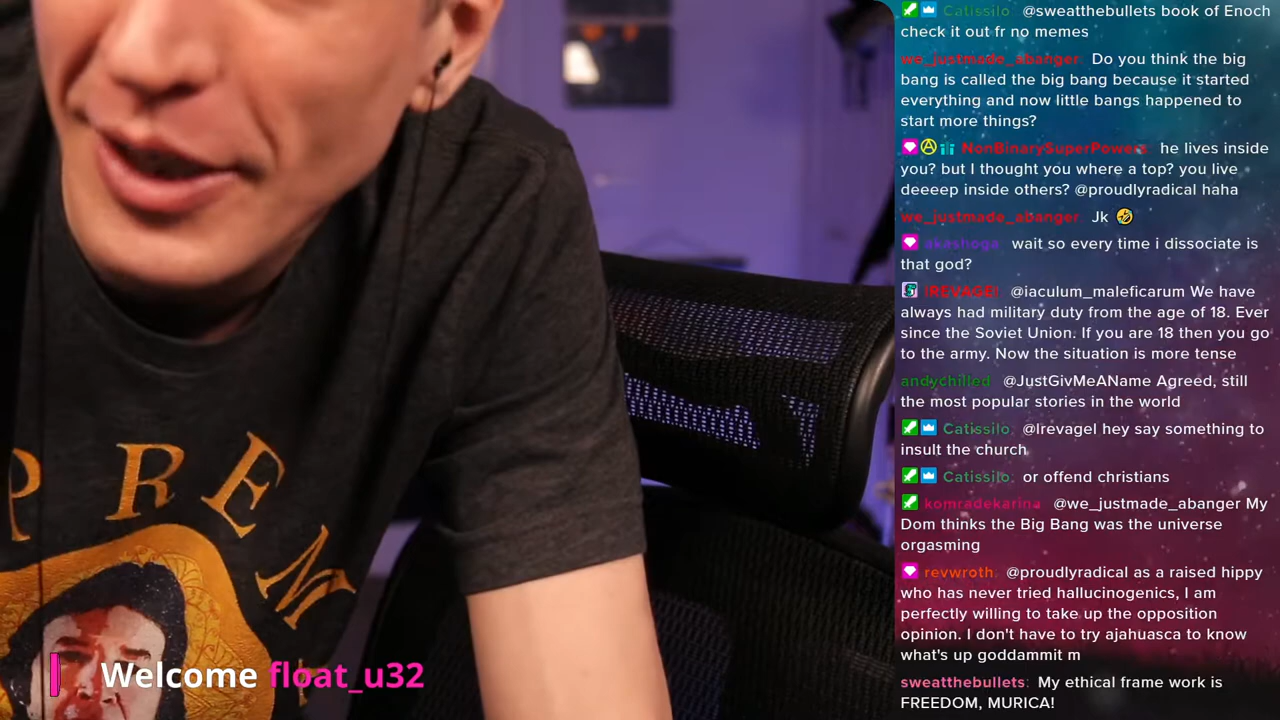 Catissilo @sweatthebullets book of Enoch
check it out fr no memes
we_justmade_abanger: Do you think the big
bang is called the big bang because it started
everything and now little bangs happened to
start more things?
NonBinarySuperPowers he lives inside
you? but I thought you where a top? you live
deeeep inside others? @proudlyradical haha
we_justmade_abanger: Jk
akashoga wait so every time i dissociate is
that god?
IREVAGEI @iaculum_maleficarum We have
always had military duty from the age of 18. Ever
since the Soviet Union. If you are 18 then you go
to the army. Now the situation is more tense
andychilled @JustGivMeAName Agreed, still
the most popular stories in the world
Catissilo: @IrevageI hey say something to
insult the church
Catissilo: or offend christians
komradekarina @we_justmade_abanger My
Dom thinks the Big Bang was the universe
orgasming
revwroth: @proudlyradical as a raised hippy
who has never tried hallucinogenics, I am
perfectly willing to take up the opposition
opinion. I don't have to try ajahuasca to know
what's up goddammit m
sweatthebullets: My ethical frame work is
FREEDOM, MURICA!
PREM
Welcome float_u32